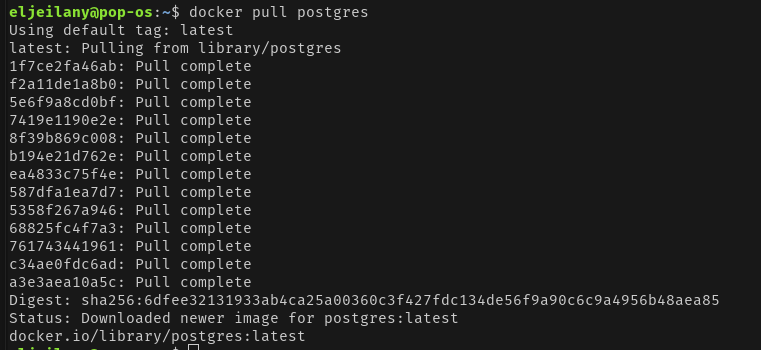 eljeilany@pop-os:~$ docker pull postgres
Using default tag: latest
latest: Pulling from library/postgres
1f7ce2fa46ab: Pull complete
f2a11de1a8b0: Pull complete
5e6f9a8cd0bf: Pull complete
7419e1190e2e: Pull complete
8f39b869c008: Pull complete
b194e21d762e: Pull complete
ea4833c75f4e: Pull complete
587dfa1ea7d7: Pull complete
5358f267a946: Pull complete
68825fc4f7a3: Pull complete
761743441961: Pull complete
c34ae0fdc6ad: Pull complete
a3e3aea10a5c: Pull complete
Digest: sha256:6dfee32131933ab4ca25a00360c3f427fdc134de56f9a90c6c9a4956b48aea85
Status: Downloaded newer image for postgres:latest
docker.io/library/postgres:latest